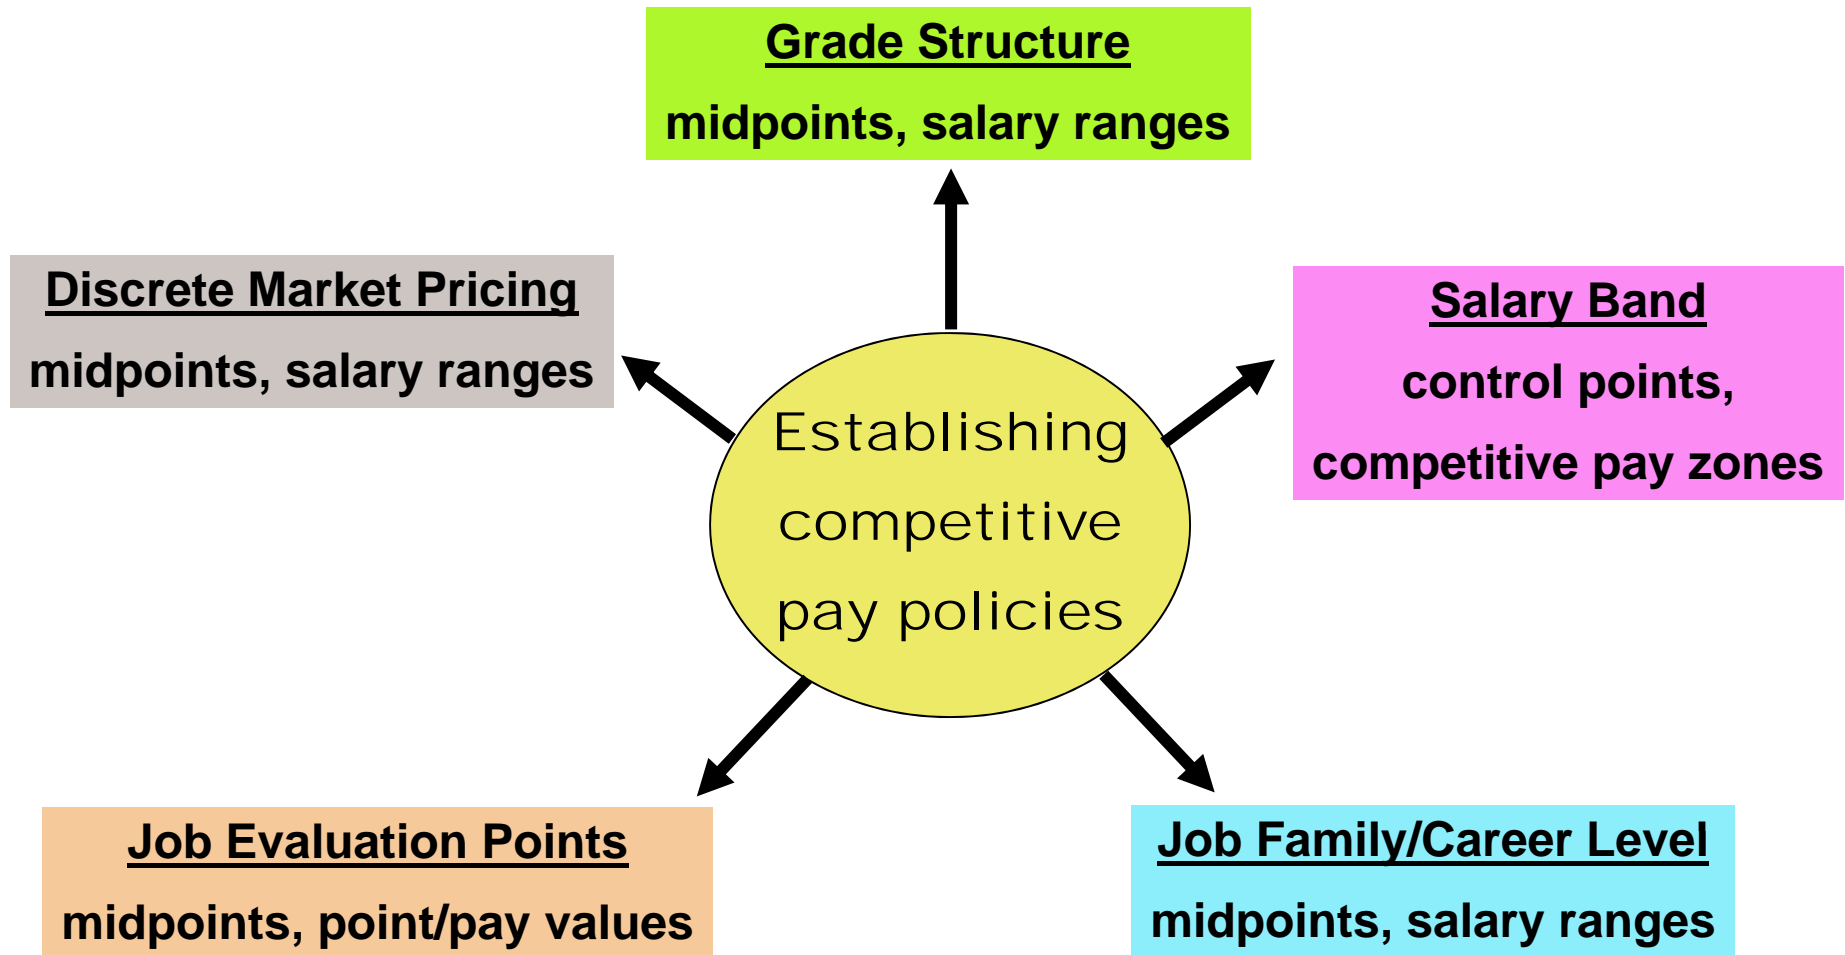 Grade Structure
midpoints, salary ranges
Discrete Market Pricing
midpoints, salary ranges
Salary Band
control points,
competitive pay zones
Establishing
competitive
pay policies
Job Evaluation Points
midpoints, point/pay values
Job Family/Career Level
midpoints, salary ranges